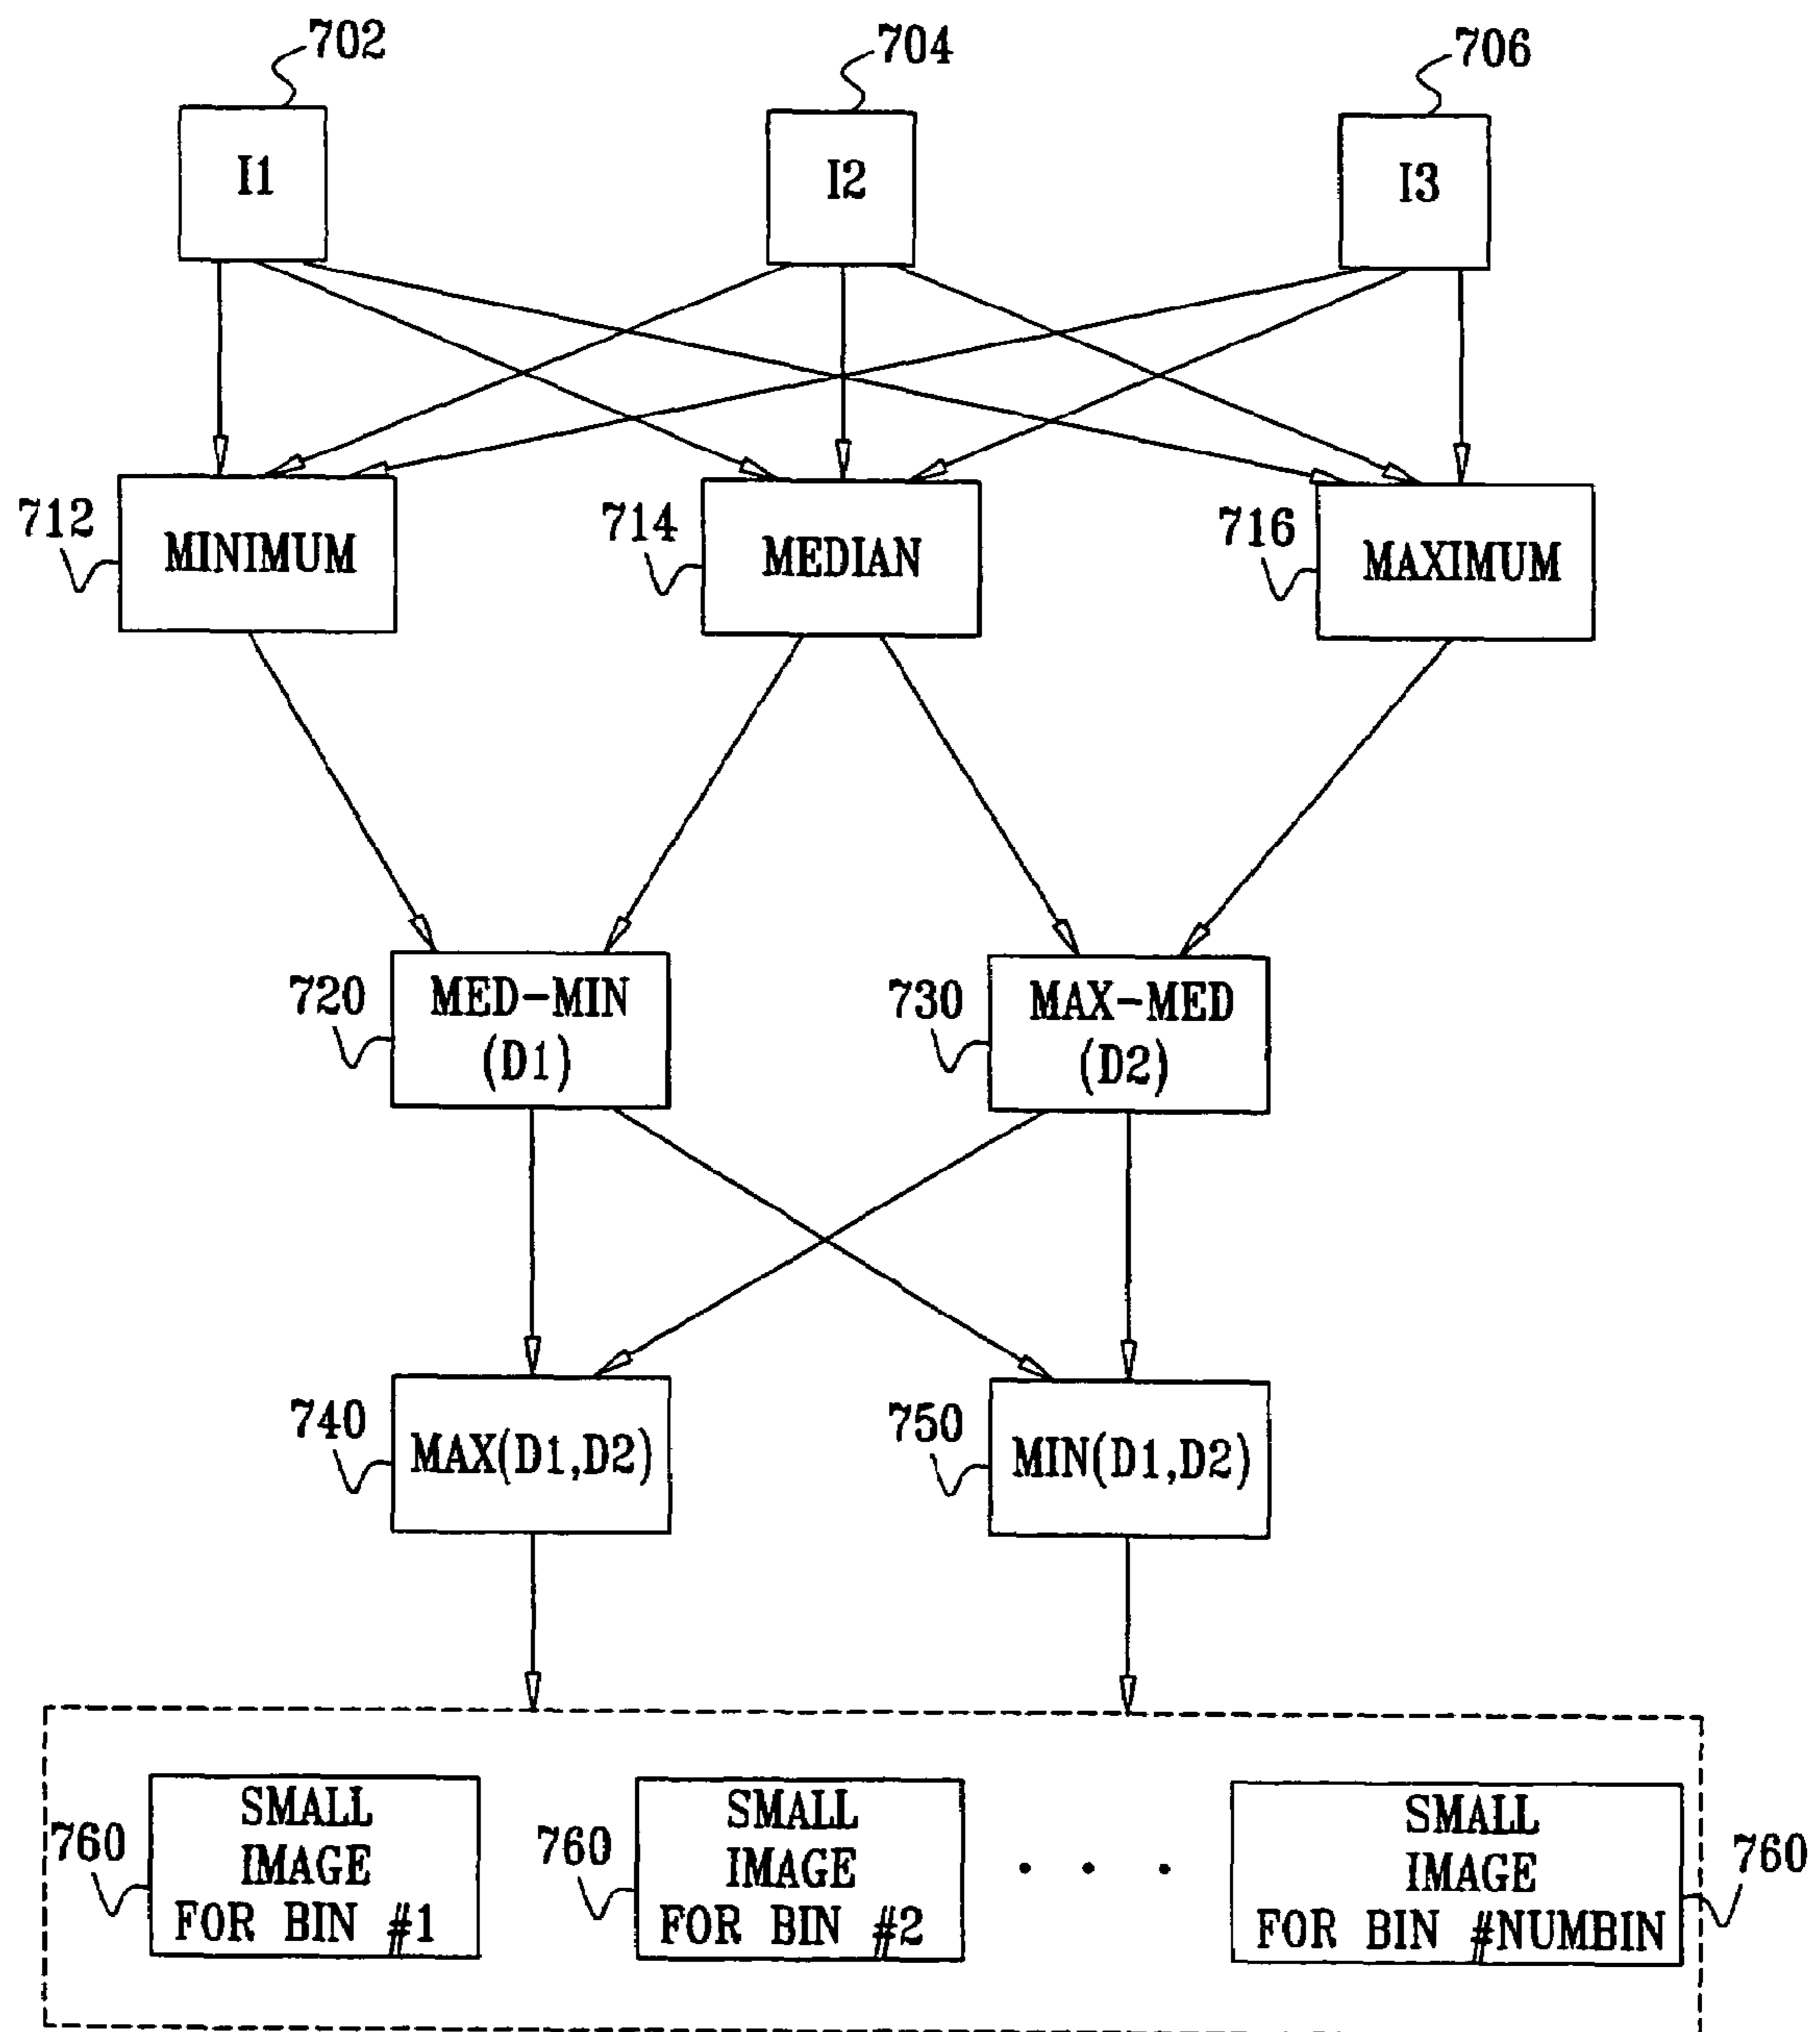 702
704
706
I1
I2
I3
712
MINIMUM
714
MEDIAN
716
MAXIMUM
720
MED-MIN
(D1)
730
MAX-MED
(D2)
740
MAX(D1,D2)
750
MIN(D1,D2)
760
SMALL
IMAGE
FOR BIN #1
760
SMALL
IMAGE
FOR BIN #2
. . .
SMALL
IMAGE
FOR BIN #NUMBIN
760